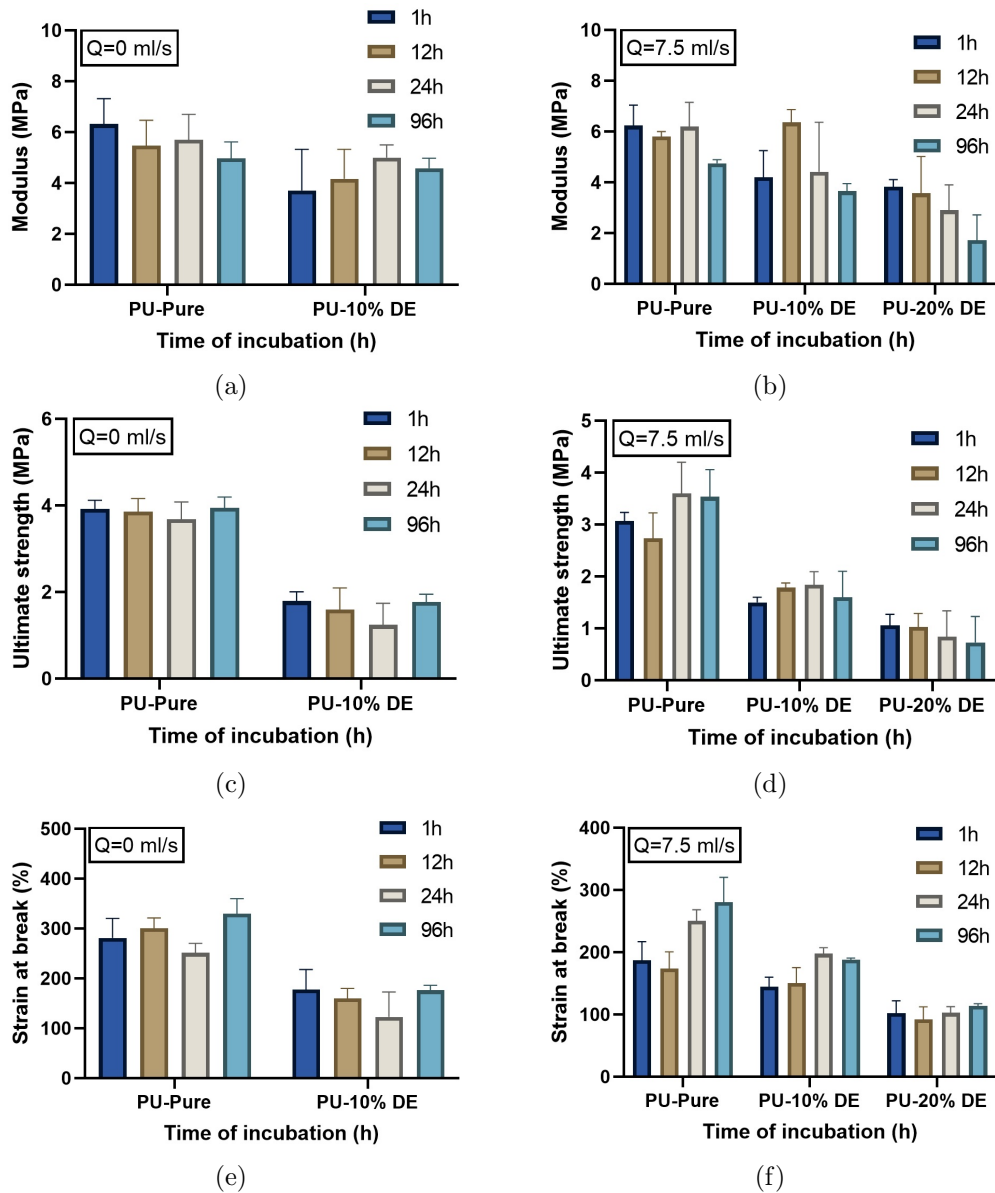 Q=0 ml/s
1h
12h
24h
96h
Modulus (MPa)
10
8
6
4
2
0
PU-Pure PU-10% DE
Time of incubation (h)
(a)
Q=7.5 ml/s
1h
12h
24h
96h
Modulus (MPa)
10
8
6
4
2
0
PU-Pure PU-10% DE PU-20% DE
Time of incubation (h)
(b)
Q=0 ml/s
1h
12h
24h
96h
Ultimate strength (MPa)
6
4
2
0
PU-Pure PU-10% DE
Time of incubation (h)
(c)
Q=7.5 ml/s
1h
12h
24h
96h
Ultimate strength (MPa)
5
4
3
2
1
0
PU-Pure PU-10% DE PU-20% DE
Time of incubation (h)
(d)
Q=0 ml/s
1h
12h
24h
96h
Strain at break (%)
500
400
300
200
100
0
PU-Pure PU-10% DE
Time of incubation (h)
(e)
Q=7.5 ml/s
1h
12h
24h
96h
Strain at break (%)
400
300
200
100
0
PU-Pure PU-10% DE PU-20% DE
Time of incubation (h)
(f)